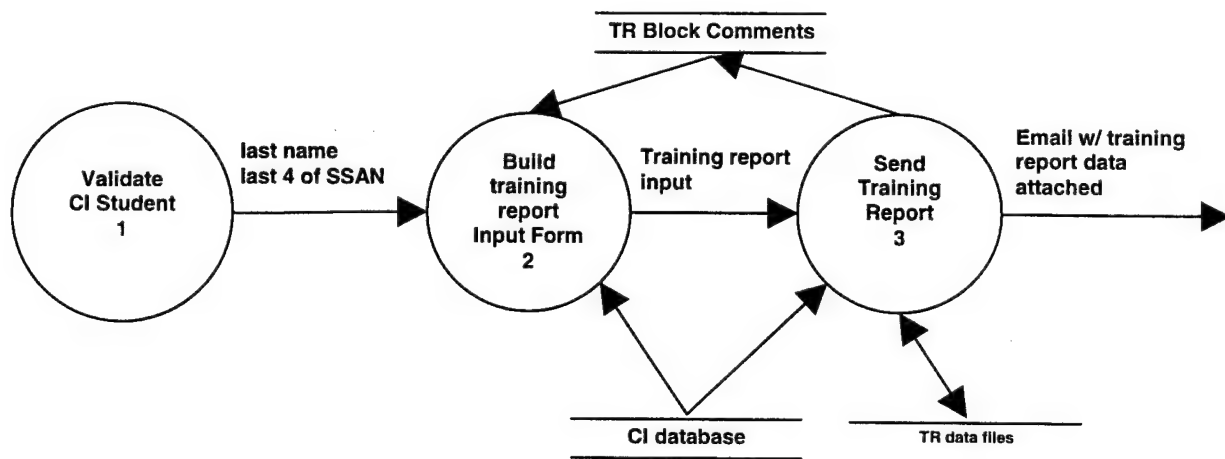 TR Block Comments
Validate
CI Student
1
last name
last 4 of SSAN
Build
training
report
Input Form
2
Training report
input
Send
Training
Report
3
Email w/ training
report data
attached
CI database
TR data files